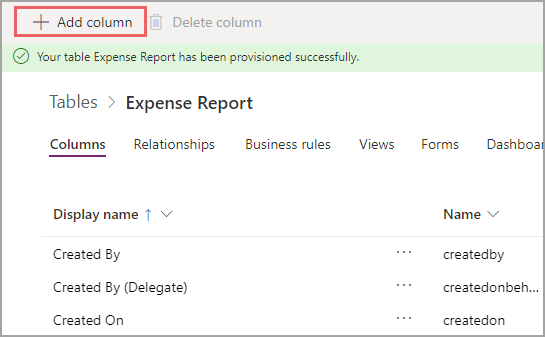 Add column Delete column
Your table Expense Report has been provisioned successfully.
Tables > Expense Report
Columns Relationships Business rules Views Forms Dashboar
Display name ↑ Name
Created By ... createdby
Created By (Delegate) ... createdonbeh...
Created On ... createdon